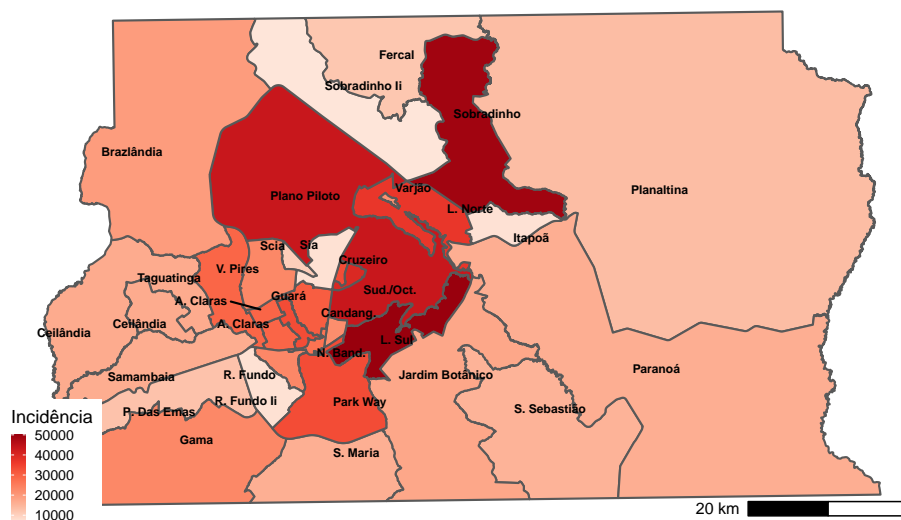 Fercal
Sobradinho Ii
Sobradinho
Brazlândia
Planaltina
Plano Piloto
Varjão
L. Norte
Itapoã
Scia
Sia
Cruzeiro
Taguatinga
V. Pires
A. Claras
Guará
Sud./Oct.
Candang.
Ceilândia
Ceilândia
A. Claras
L. Sul
N. Band.
Samambaia
R. Fundo
Jardim Botânico
Paranoá
P. Das Emas
R. Fundo Ii
Park Way
S. Sebastião
Gama
S. Maria
Incidência
50000
40000
30000
20000
10000
20 km